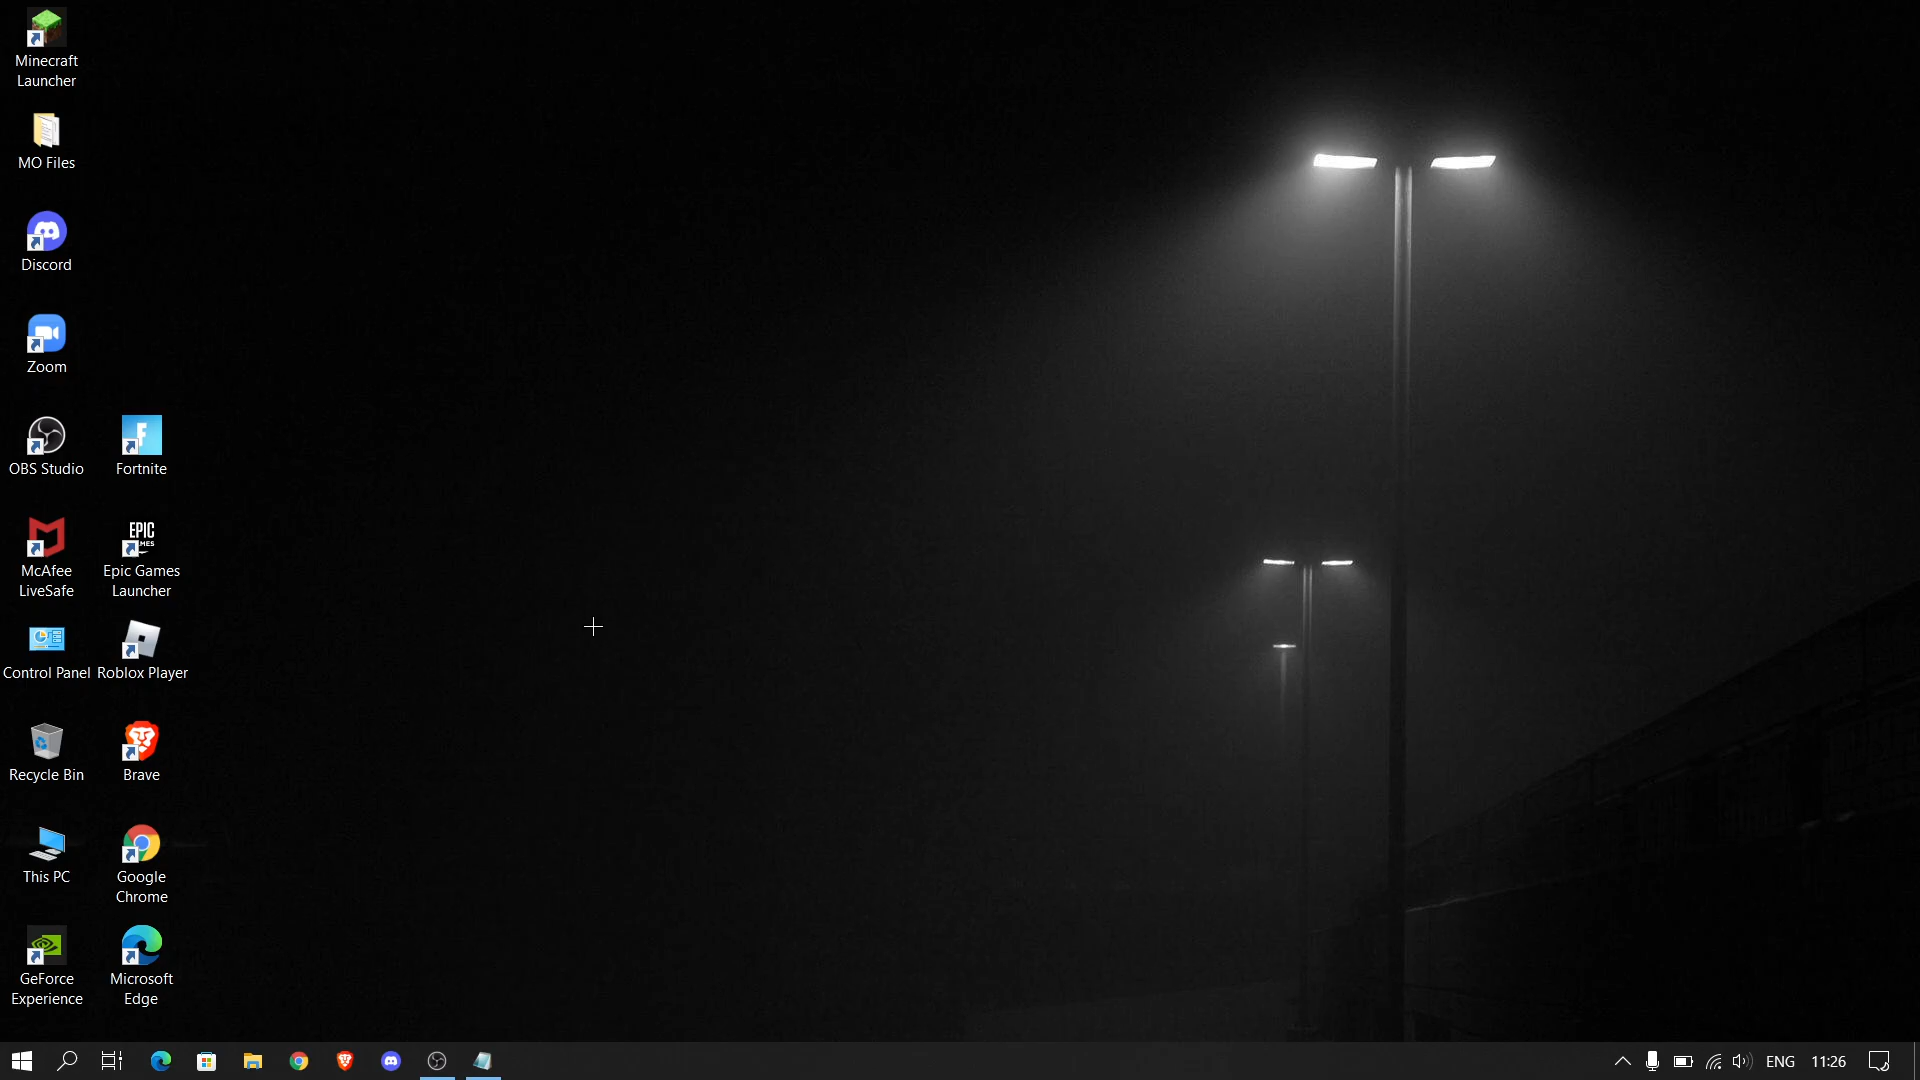 Minecraft
Launcher
MO Files
Discord
Zoom
OBS Studio
Fortnite
McAfee
LiveSafe
EPIC
Epic Games
Launcher
Control Panel
Roblox Player
Recycle Bin
Brave
This PC
Google
Chrome
GeForce
Experience
Microsoft
Edge
ENG
11:26